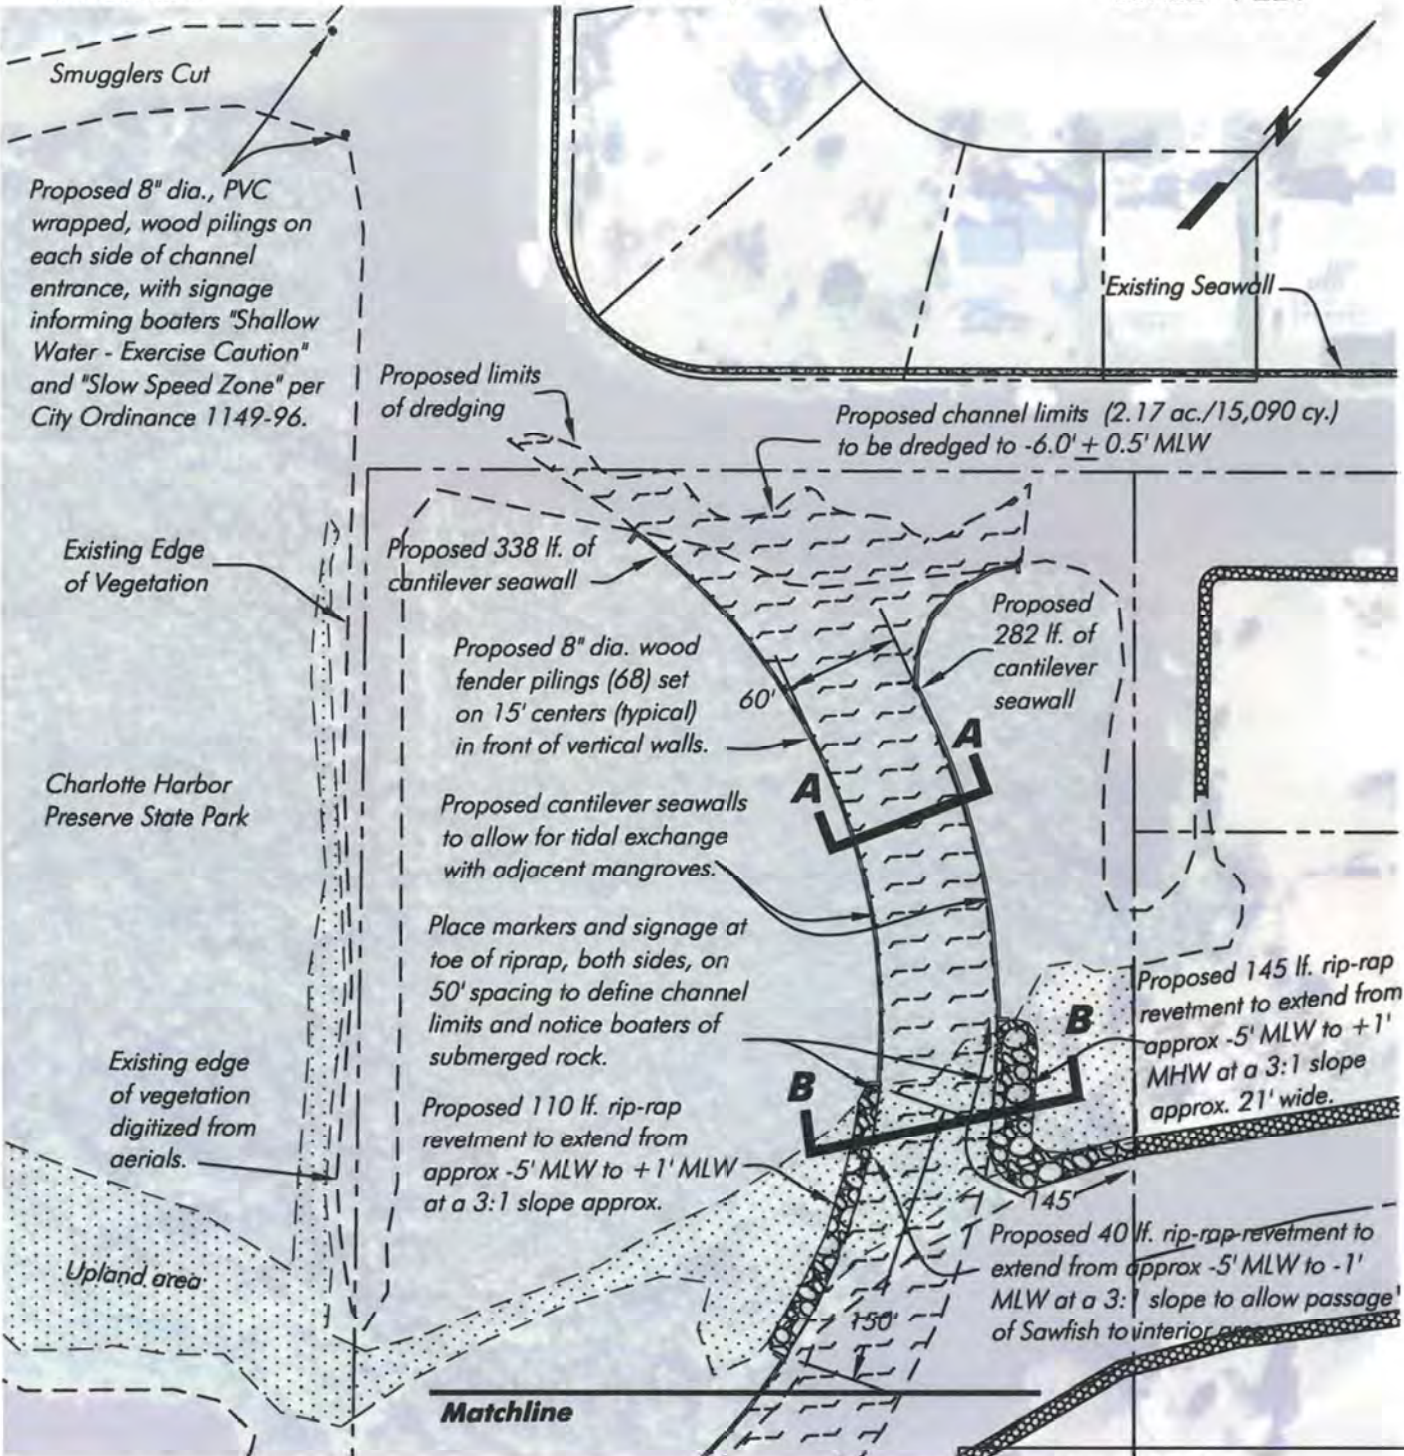 Smugglers Cut
Proposed 8" dia., PVC
wrapped, wood pilings on
each side of channel
entrance, with signage
informing boaters "Shallow
Water - Exercise Caution"
and "Slow Speed Zone" per
City Ordinance 1149-96.
N
Existing Seawall
Proposed limits
of dredging
Proposed channel limits (2.17 ac./15,090 cy.)
to be dredged to -6.0' ± 0.5' MLW
Existing Edge
of Vegetation
Proposed 338 lf. of
cantilever seawall
Proposed
282 lf. of
cantilever
seawall
Proposed 8" dia. wood
fender pilings (68) set
on 15' centers (typical)
in front of vertical walls.
60'
A
A
Charlotte Harbor
Preserve State Park
Proposed cantilever seawalls
to allow for tidal exchange
with adjacent mangroves.
Place markers and signage at
toe of riprap, both sides, on
50' spacing to define channel
limits and notice boaters of
submerged rock.
Proposed 145 lf. rip-rap
revetment to extend from
approx -5' MLW to +1'
MHW at a 3:1 slope
approx. 21' wide.
B
B
Existing edge
of vegetation
digitized from
aerials.
Proposed 110 lf. rip-rap
revetment to extend from
approx -5' MLW to +1' MLW
at a 3:1 slope approx.
145'
Proposed 40 lf. rip-rap revetment to
extend from approx -5' MLW to -1'
MLW at a 3:1 slope to allow passage
of Sawfish to interior
Upland area
150'
Matchline